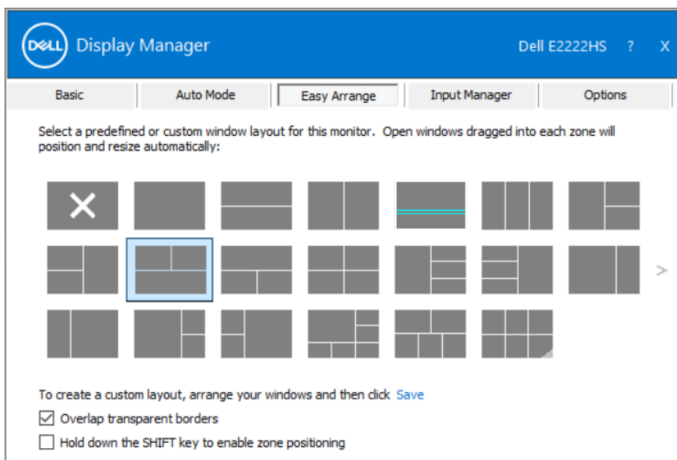 DELL Display Manager Dell E2222HS ? X
Basic Auto Mode Easy Arrange Input Manager Options
Select a predefined or custom window layout for this monitor. Open windows dragged into each zone will
position and resize automatically:
>
To create a custom layout, arrange your windows and then click Save
Overlap transparent borders
Hold down the SHIFT key to enable zone positioning